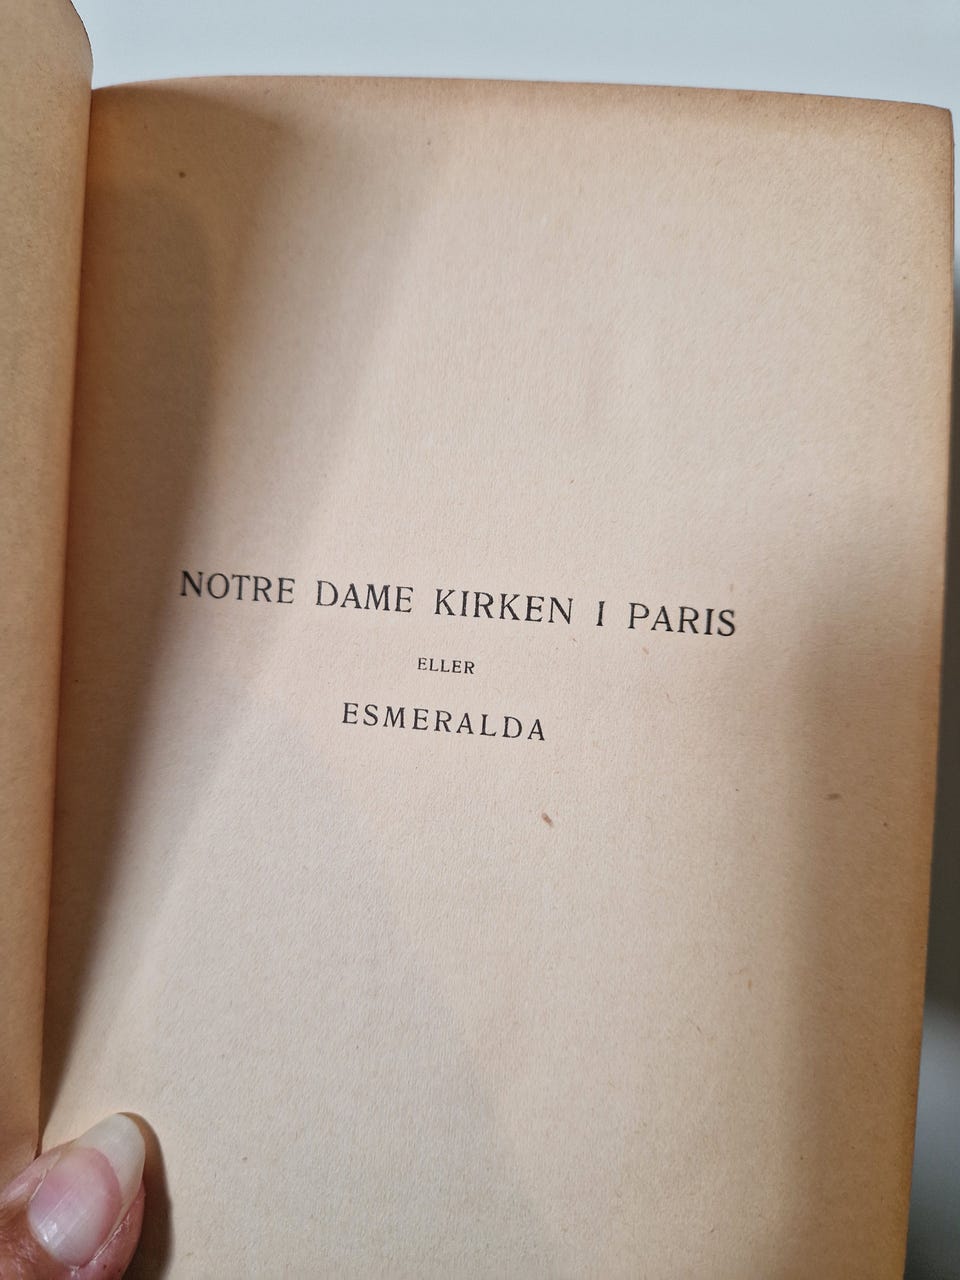 NOTRE DAME KIRKEN I PARIS
ELLER
ESMERALDA